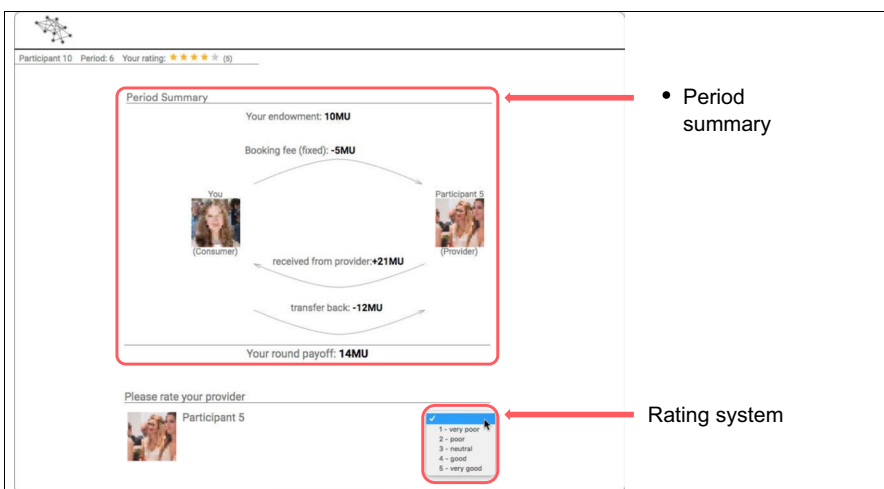 Participant 10 Period: 6 Your rating: ★★★★★ (5)
Period Summary
Your endowment: 10MU
Booking fee (fixed): -5MU
You
(Consumer)
Participant 5
(Provider)
received from provider:+21MU
transfer back: -12MU
Your round payoff: 14MU
Please rate your provider
Participant 5
✓
1 - very poor
2 - poor
3 - neutral
4 - good
5 - very good
• Period
summary
Rating system